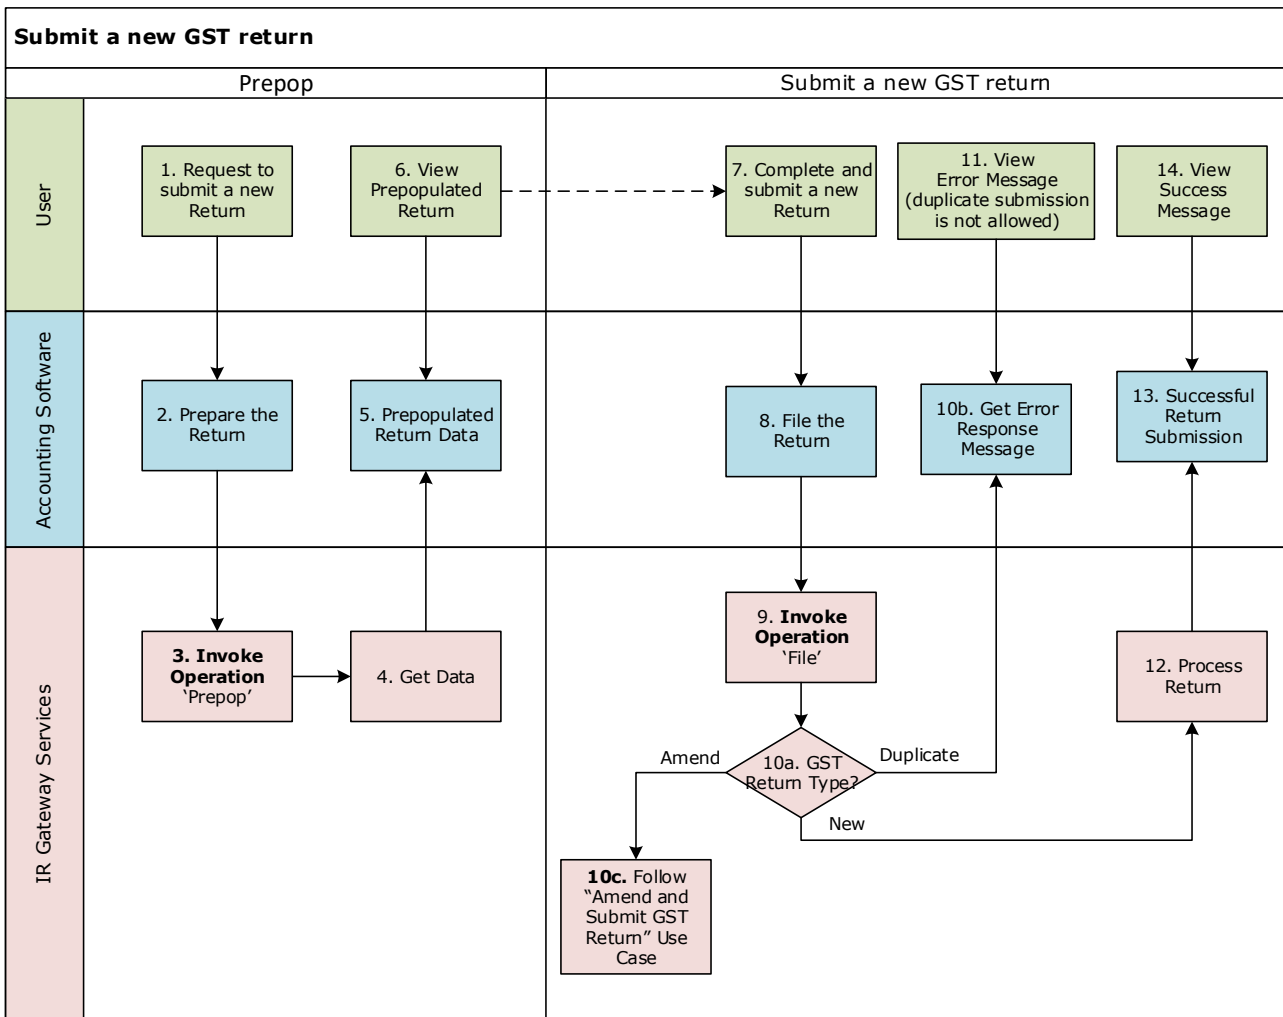 Submit a new GST return
Prepop
Submit a new GST return
User
1. Request to
submit a new
Return
6. View
Prepopulated
Return
7. Complete and
submit a new
Return
11. View
Error Message
(duplicate submission
is not allowed)
14. View
Success
Message
Accounting Software
2. Prepare the
Return
5. Prepopulated
Return Data
8. File the
Return
10b. Get Error
Response
Message
13. Successful
Return
Submission
IR Gateway Services
3. Invoke
Operation
‘Prepop’
4. Get Data
9. Invoke
Operation
‘File’
12. Process
Return
Amend
10a. GST
Return Type?
Duplicate
New
10c. Follow
“Amend and
Submit GST
Return” Use
Case